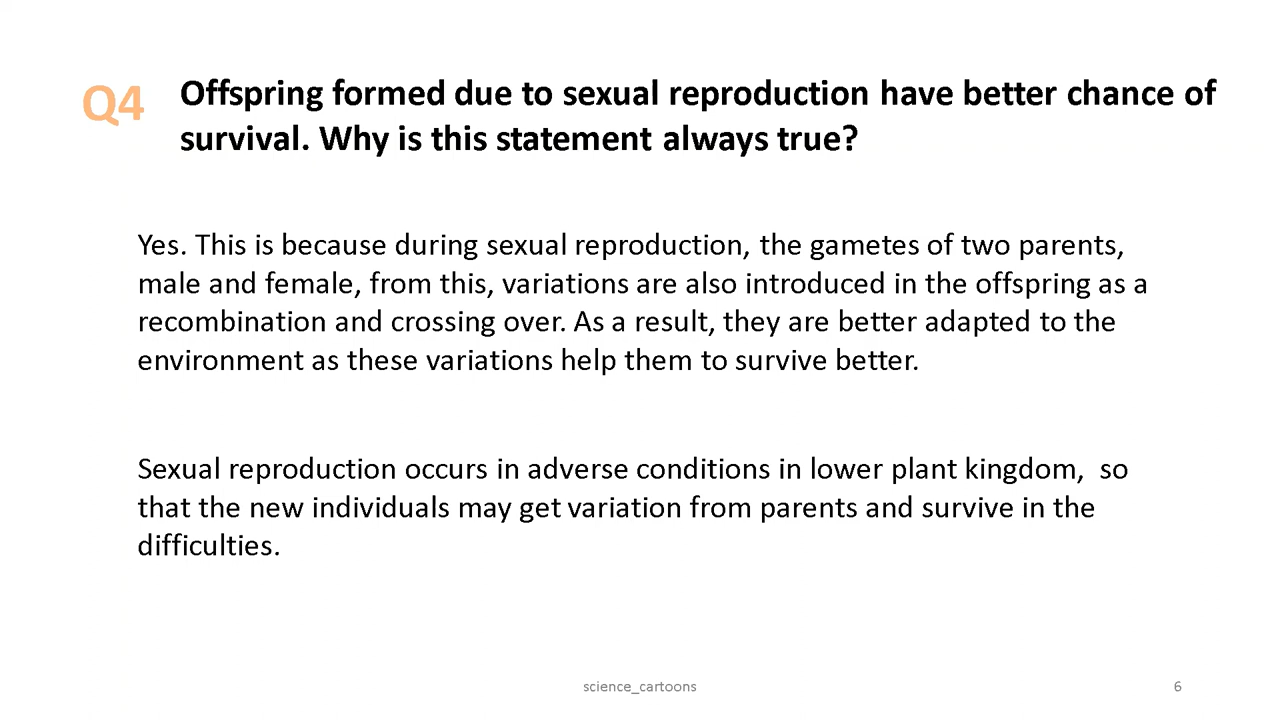 Q4
Offspring formed due to sexual reproduction have better chance of
survival. Why is this statement always true?
Yes. This is because during sexual reproduction, the gametes of two parents,
male and female, from this, variations are also introduced in the offspring as a
recombination and crossing over. As a result, they are better adapted to the
environment as these variations help them to survive better.
Sexual reproduction occurs in adverse conditions in lower plant kingdom,  so
that the new individuals may get variation from parents and survive in the
difficulties.
science_cartoons
6